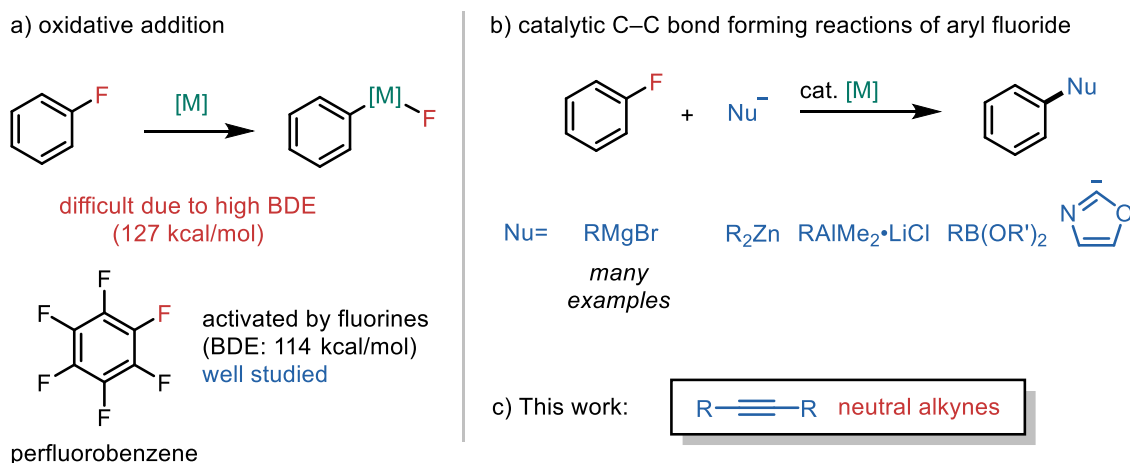 a) oxidative addition
F
[M]
[M]
F
difficult due to high BDE
(127 kcal/mol)
F
F
F
F
F
F
activated by fluorines
(BDE: 114 kcal/mol)
well studied
perfluorobenzene
b) catalytic C–C bond forming reactions of aryl fluoride
F
+
Nu–
cat. [M]
Nu
Nu=
RMgBr
many
examples
R₂Zn
RAlMe₂•LiCl
RB(OR')₂
–
N
O
c) This work:
R
R
neutral alkynes